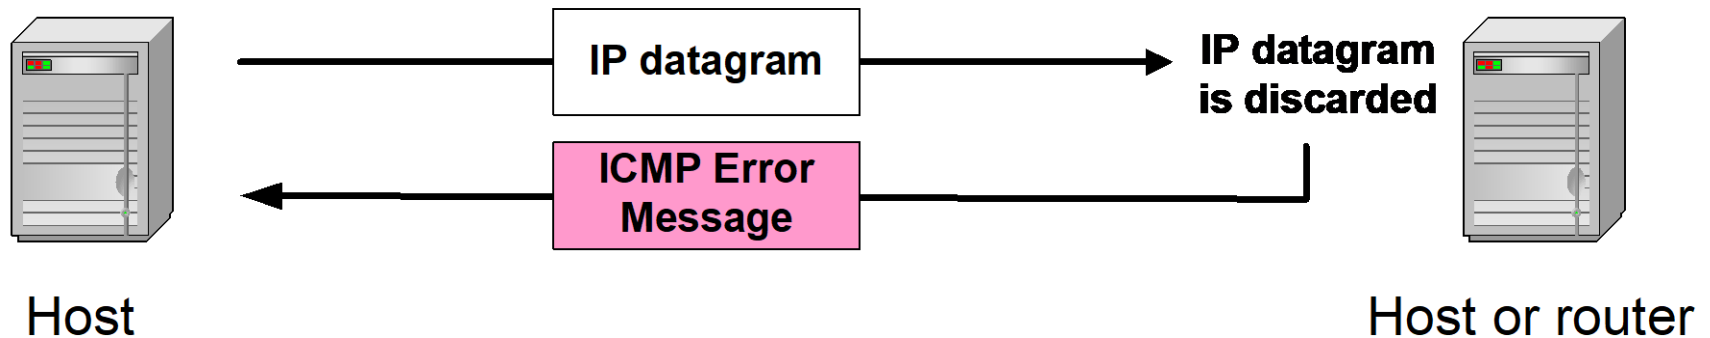 IP datagram
IP datagram
is discarded
ICMP Error
Message
Host
Host or router